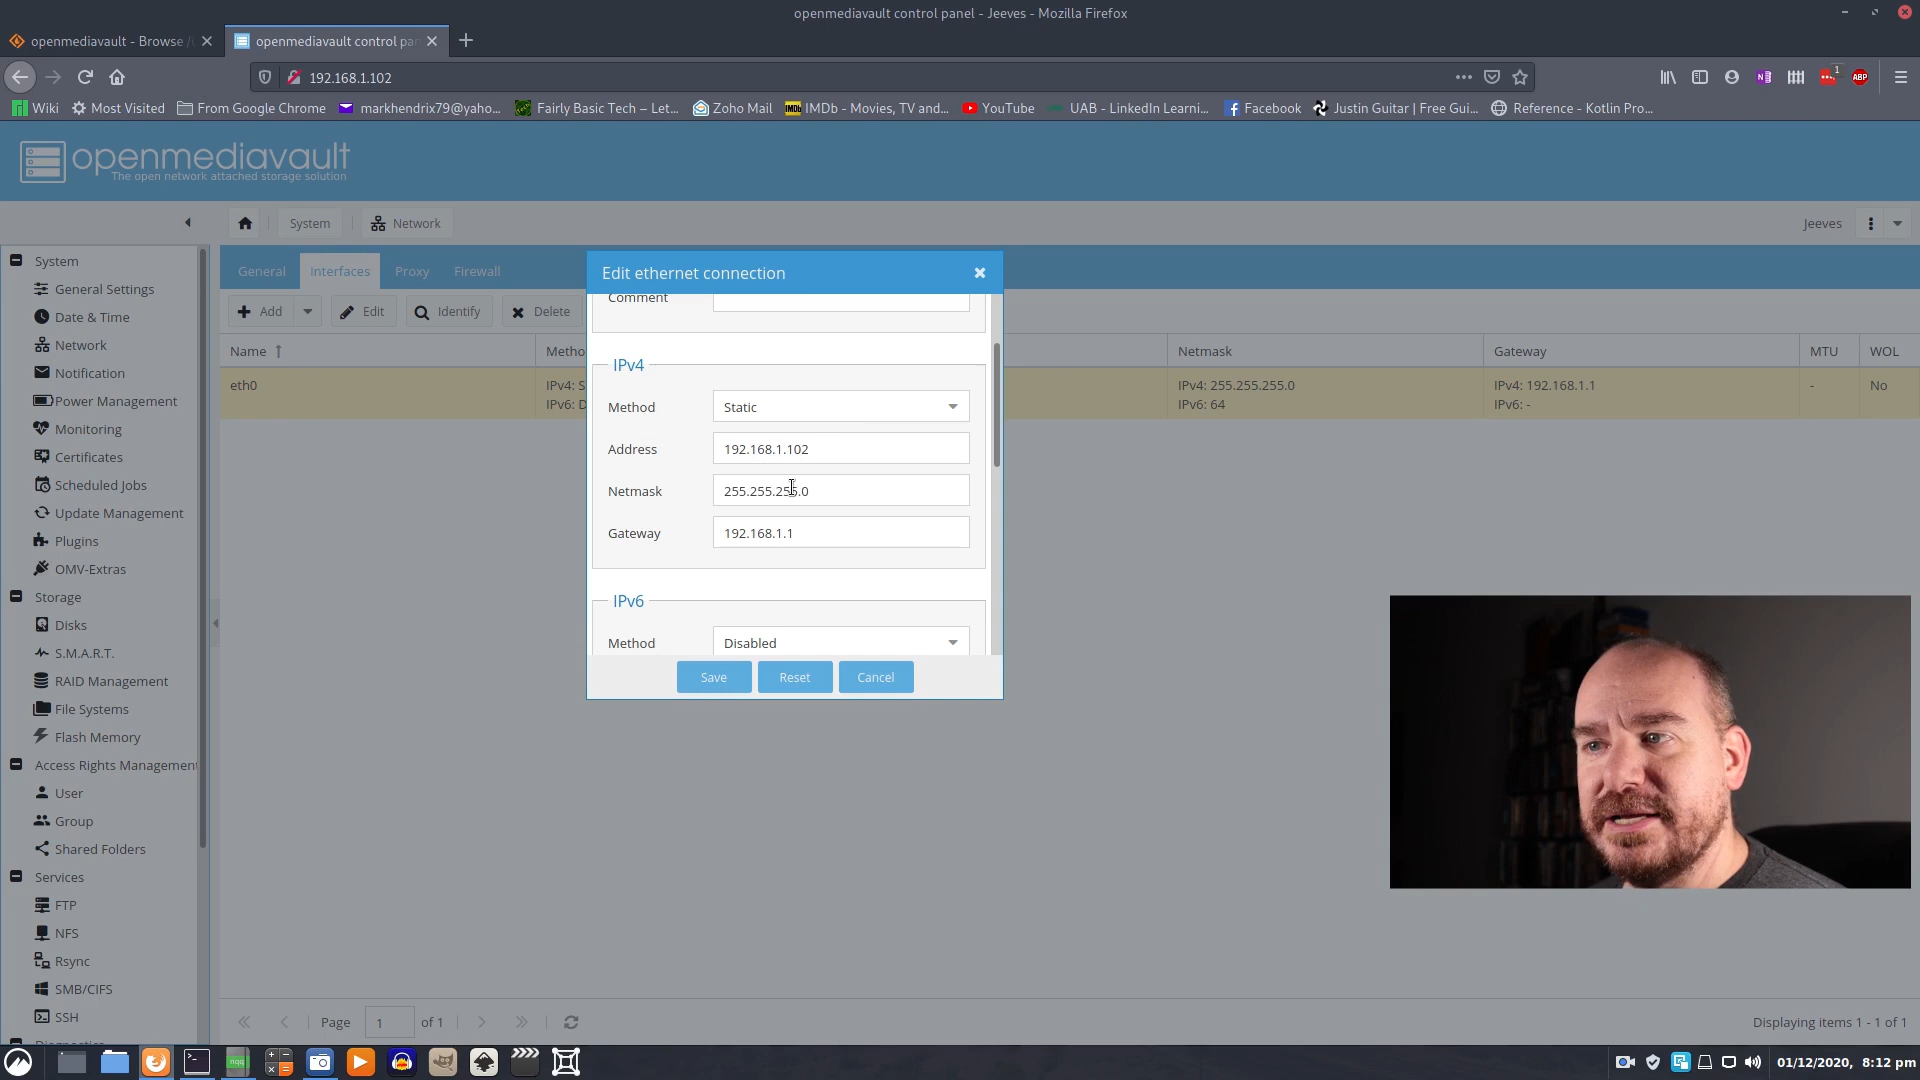 openmediavault control panel - Jeeves - Mozilla Firefox
openmediavault - Browse /
openmediavault control pa
192.168.1.102
Wiki
Most Visited
From Google Chrome
markhendrix79@yaho...
Fairly Basic Tech – Let...
Zoho Mail
IMDb - Movies, TV and...
YouTube
UAB - LinkedIn Learni...
Facebook
Justin Guitar | Free Gui...
Reference - Kotlin Pro...
1
ABP
openmediavault
The open network attached storage solution
System
Network
Jeeves
System
General Settings
Date & Time
Network
Notification
Power Management
Monitoring
Certificates
Scheduled Jobs
Update Management
Plugins
OMV-Extras
Storage
Disks
S.M.A.R.T.
RAID Management
File Systems
Flash Memory
Access Rights Management
User
Group
Shared Folders
Services
FTP
NFS
Rsync
SMB/CIFS
SSH
Diagnostics
General
Interfaces
Proxy
Firewall
Add
Edit
Identify
Delete
Name
Metho
Netmask
Gateway
MTU
WOL
eth0
IPv4: S
IPv6: D
IPv4: 255.255.255.0
IPv6: 64
IPv4: 192.168.1.1
IPv6: -
-
No
Edit ethernet connection
Comment
IPv4
Method
Static
Address
192.168.1.102
Netmask
255.255.255.0
Gateway
192.168.1.1
IPv6
Method
Disabled
Save
Reset
Cancel
Page
1
of 1
Displaying items 1 - 1 of 1
01/12/2020, 8:12 pm